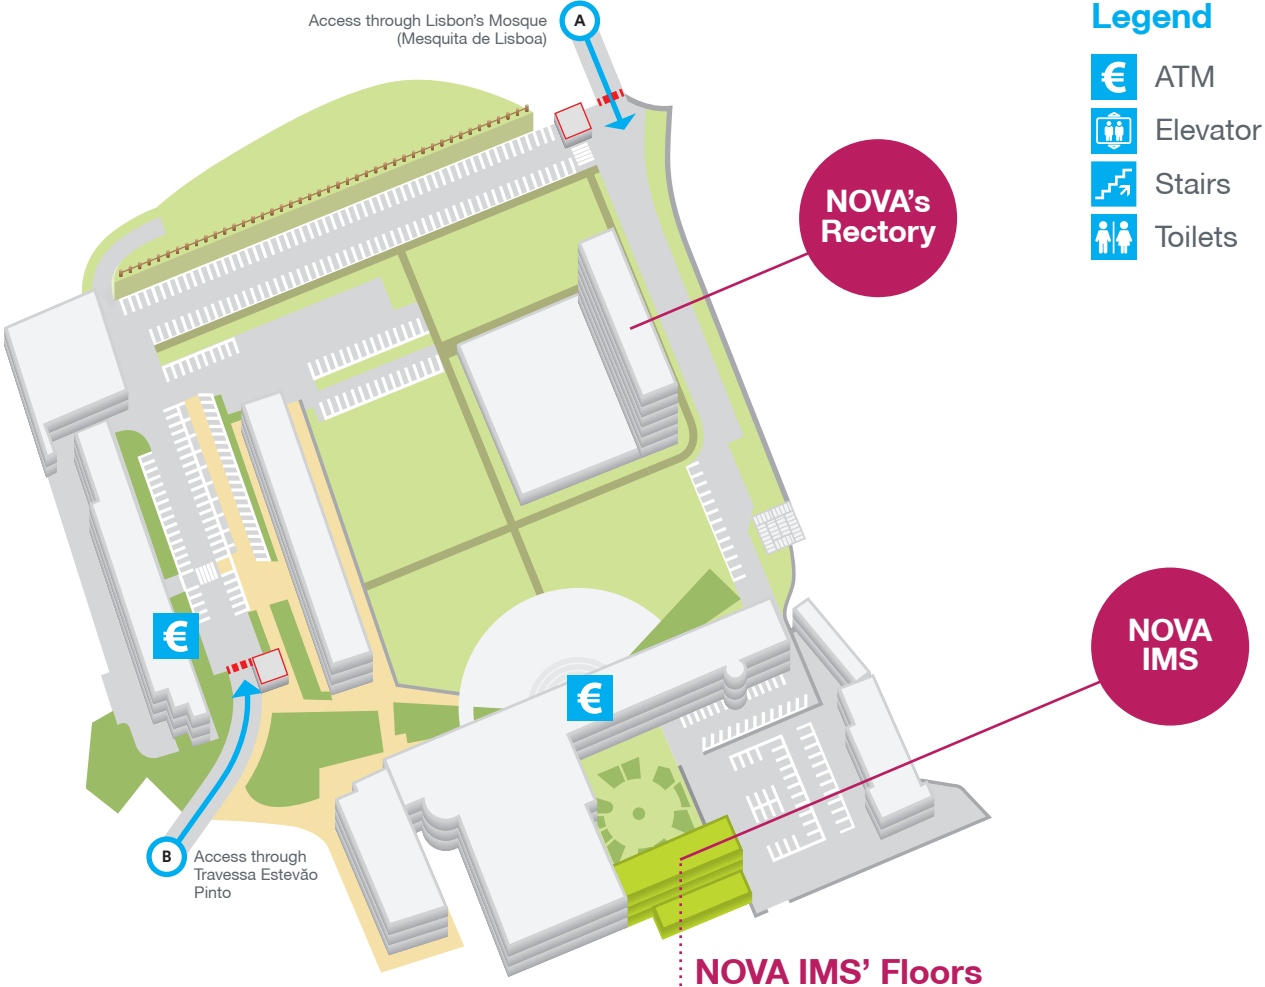 Access through Lisbon's Mosque
(Mesquita de Lisboa)
A
Legend
€ ATM
Elevator
Stairs
Toilets
NOVA's
Rectory
€
€
NOVA
IMS
B
Access through
Travessa Estevão
Pinto
NOVA IMS' Floors